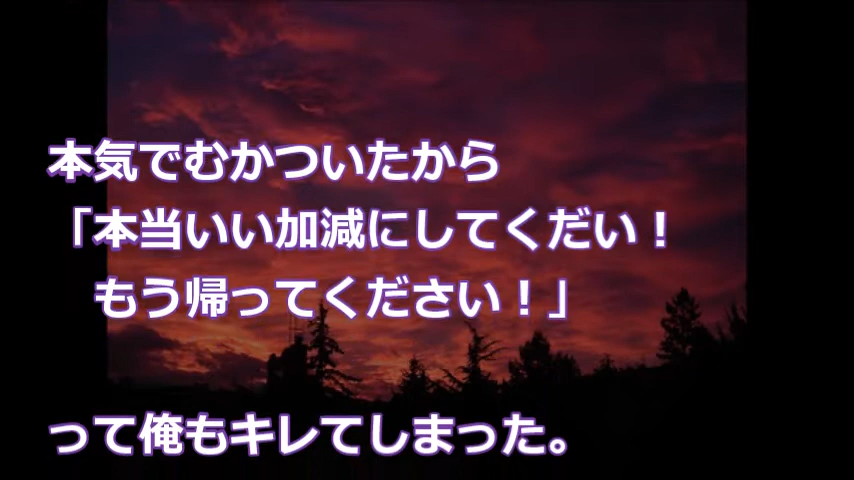 本気でむかついたから
「本当いい加減にしてくだい！
もう帰ってください！」
って俺もキレてしまった。